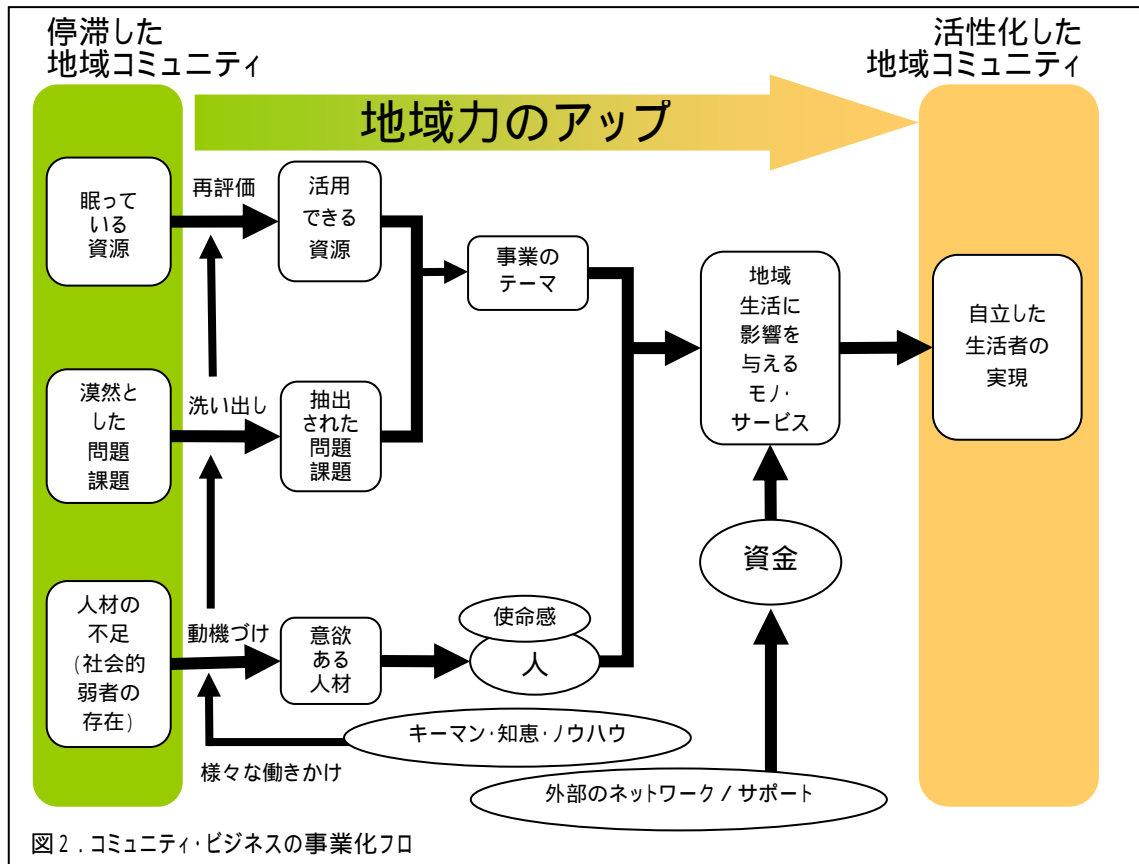 停滞した
地域コミュニティ
活性化した
地域コミュニティ
地域力のアップ
眠って
いる
資源
再評価
活用
できる
資源
事業の
テーマ
地域
生活に
影響を
与える
モノ・
サービス
自立した
生活者の
実現
漠然と
した
問題
課題
洗い出し
抽出
された
問題
課題
資金
人材の
不足
(社会的
弱者の
存在)
動機づけ
意欲
ある
人材
使命感
人
キーマン・知恵・ノウハウ
様々な働きかけ
外部のネットワーク/サポート
図2.コミュニティ・ビジネスの事業化フロ